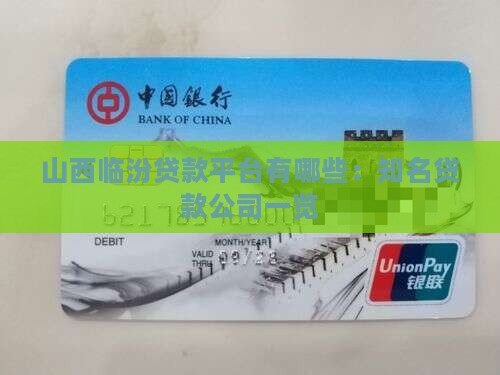 中国银行
BANK OF CHINA
山西临汾贷款平台有哪些：知名贷
款公司一览
DEBIT
MONTH/YEAR
VALID
THRU
UnionPay
银联